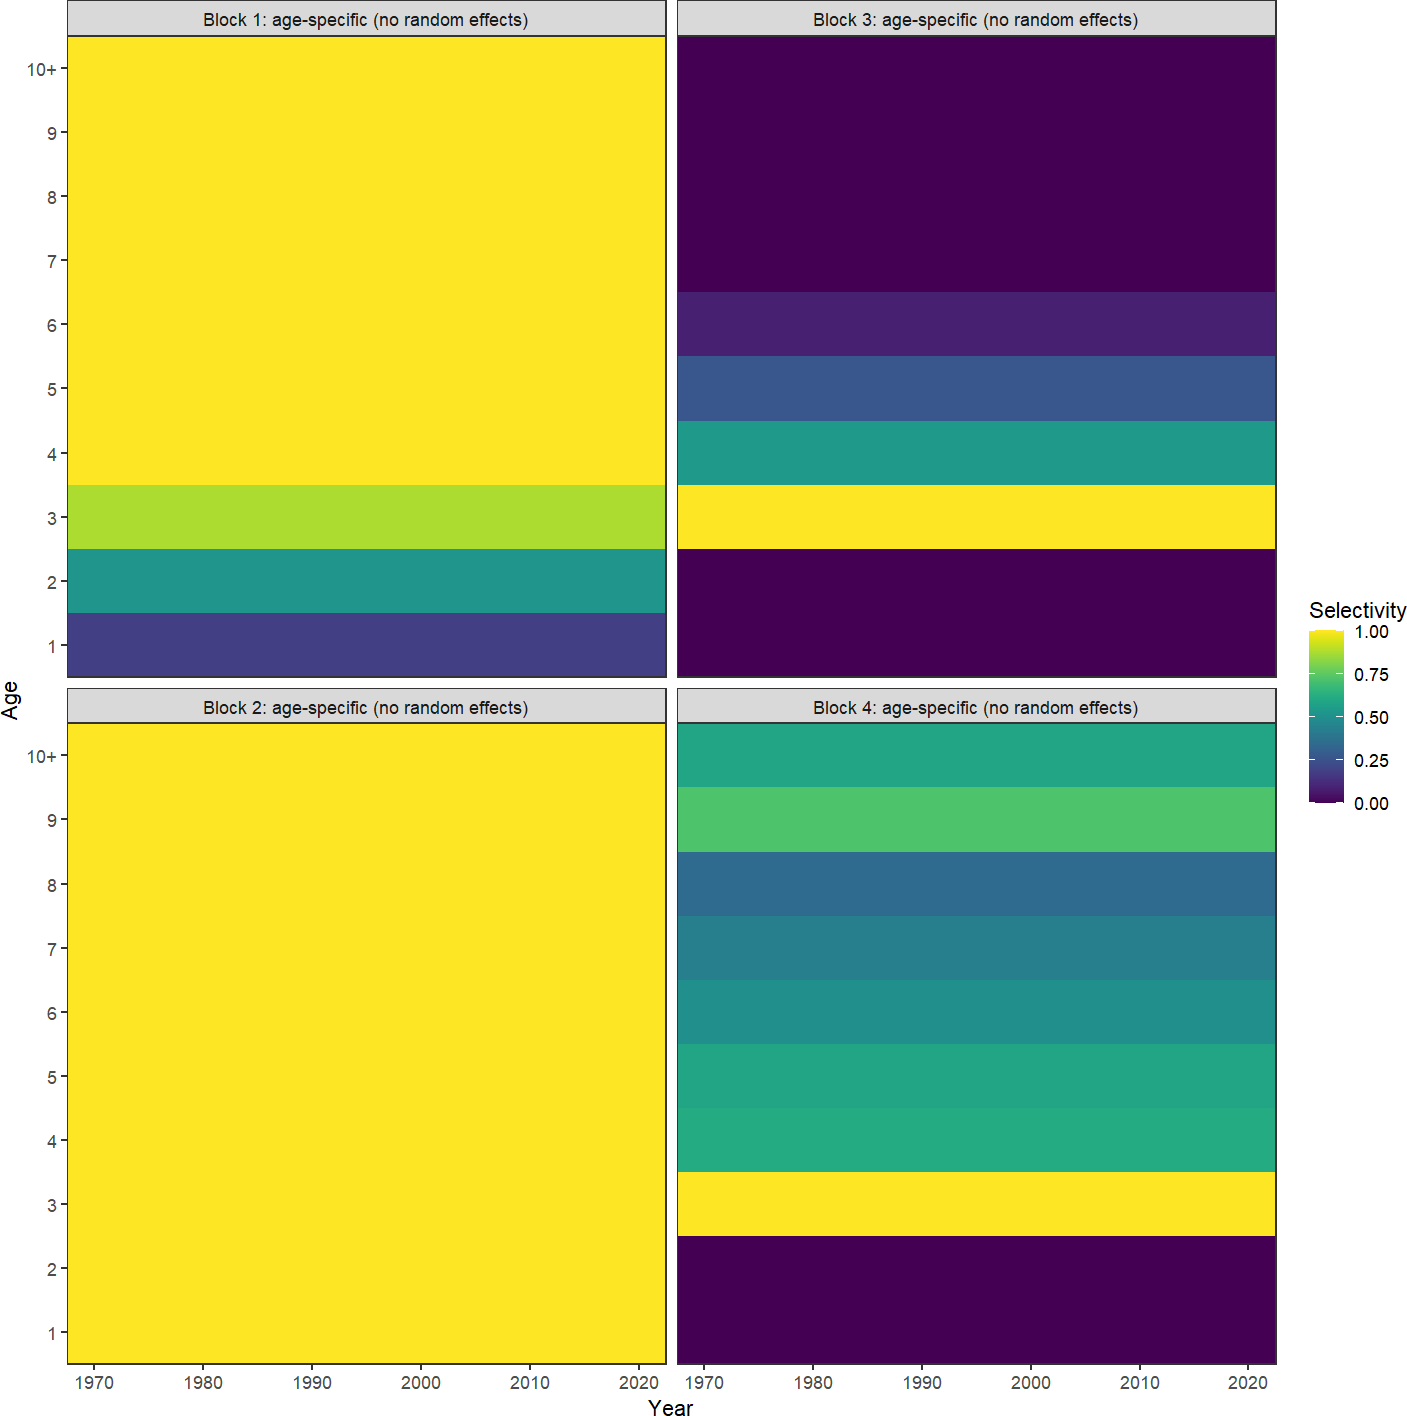 Block 1: age-specific (no random effects)
Block 3: age-specific (no random effects)
10+
9
8
7
6
5
4
3
2
1
Block 2: age-specific (no random effects)
Block 4: age-specific (no random effects)
10+
9
8
7
6
5
4
3
2
1
Age
1970 1980 1990 2000 2010 2020
1970 1980 1990 2000 2010 2020
Year
Selectivity
1.00
0.75
0.50
0.25
0.00